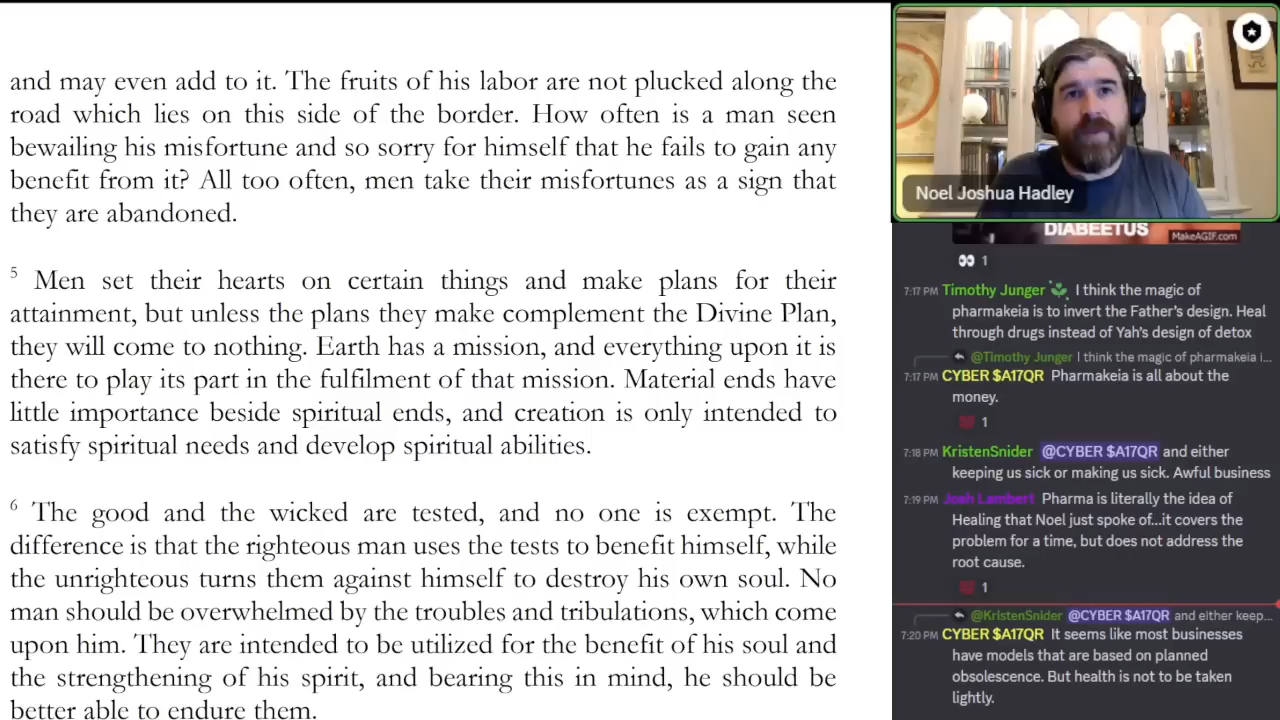 and may even add to it. The fruits of his labor are not plucked along the
road which lies on this side of the border. How often is a man seen
bewailing his misfortune and so sorry for himself that he fails to gain any
benefit from it? All too often, men take their misfortunes as a sign that
they are abandoned.
5 Men set their hearts on certain things and make plans for their
attainment, but unless the plans they make complement the Divine Plan,
they will come to nothing. Earth has a mission, and everything upon it is
there to play its part in the fulfilment of that mission. Material ends have
little importance beside spiritual ends, and creation is only intended to
satisfy spiritual needs and develop spiritual abilities.
6 The good and the wicked are tested, and no one is exempt. The
difference is that the righteous man uses the tests to benefit himself, while
the unrighteous turns them against himself to destroy his own soul. No
man should be overwhelmed by the troubles and tribulations, which come
upon him. They are intended to be utilized for the benefit of his soul and
the strengthening of his spirit, and bearing this in mind, he should be
better able to endure them.
Noel Joshua Hadley
DIABEETUS
MakeAGIF.com
1
7:17 PM Timothy Junger I think the magic of
pharmakeia is to invert the Father's design. Heal
through drugs instead of Yah's design of detox
@Timothy Junger I think the magic of pharmakeia i...
7:17 PM CYBER $A17QR Pharmakeia is all about the
money.
1
7:18 PM KristenSnider @CYBER $A17QR and either
keeping us sick or making us sick. Awful business
7:19 PM Josh Lambert Pharma is literally the idea of
Healing that Noel just spoke of...it covers the
problem for a time, but does not address the
root cause.
1
@KristenSnider @CYBER $A17QR and either keep...
7:20 PM CYBER $A17QR It seems like most businesses
have models that are based on planned
obsolescence. But health is not to be taken
lightly.